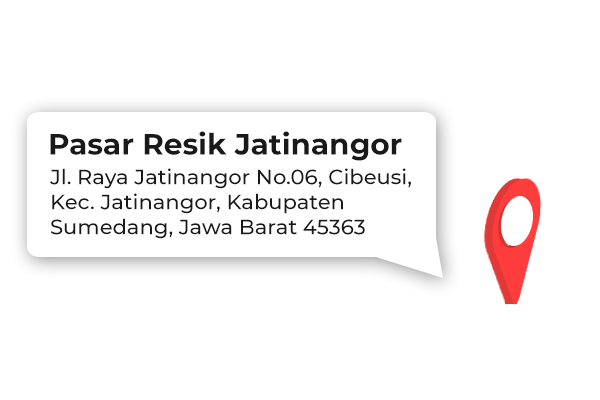 Pasar Resik Jatinangor
Jl. Raya Jatinangor No.06, Cibeusi,
Kec. Jatinangor, Kabupaten
Sumedang, Jawa Barat 45363